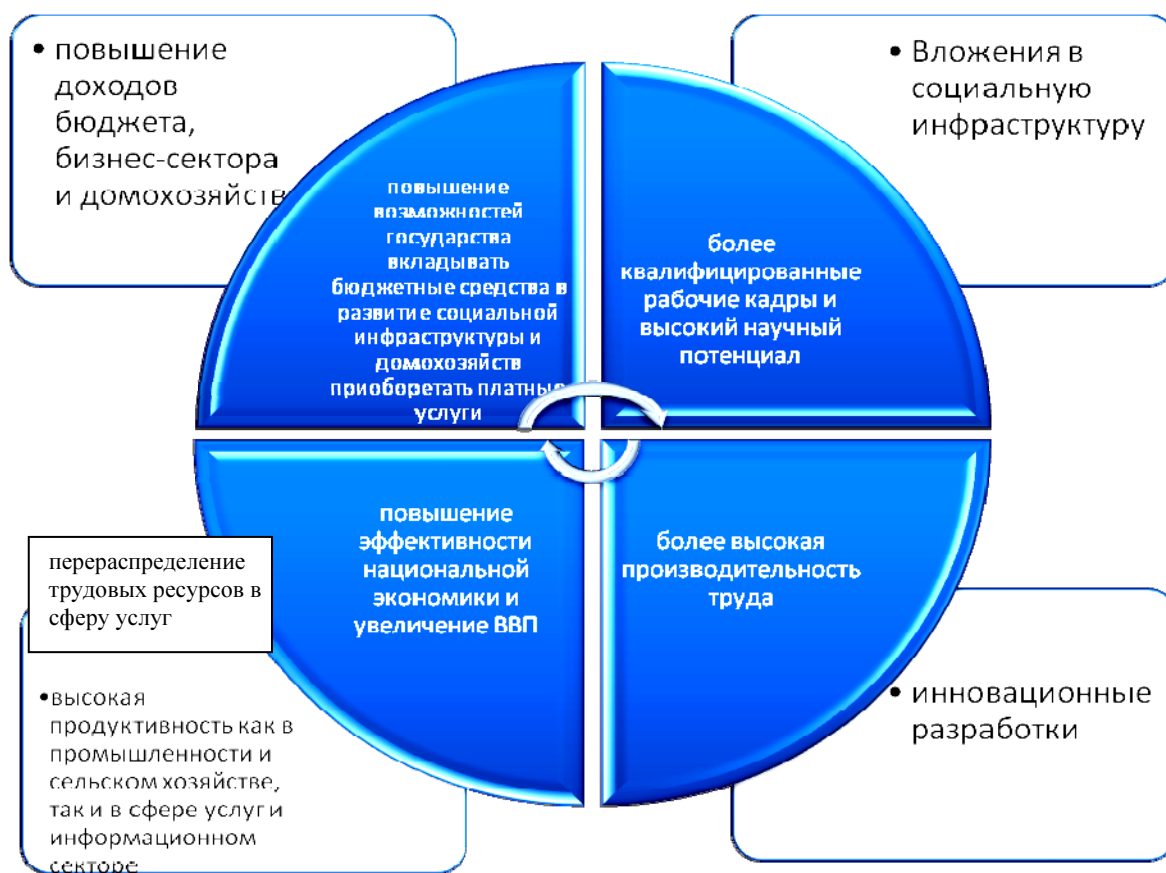 • повышение
доходов
бюджета,
бизнес-сектора
и домохозяйств
• Вложения в
социальную
инфраструктуру
повышение
возможностей
государства
вкладывать
бюджетные средства в
развитие социальной
инфраструктуры и
домохозяйств
приоборетать платные
услуги
более
квалифицированные
рабочие кадры и
высокий научный
потенциал
повышение
эффективности
национальной
экономики и
увеличение ВВП
более высокая
производительность
труда
перераспределение
трудовых ресурсов в
сферу услуг
•высокая
продуктивность как в
промышленности и
сельском хозяйстве,
так и в сфере услуг и
информационном
секторе
• инновационные
разработки